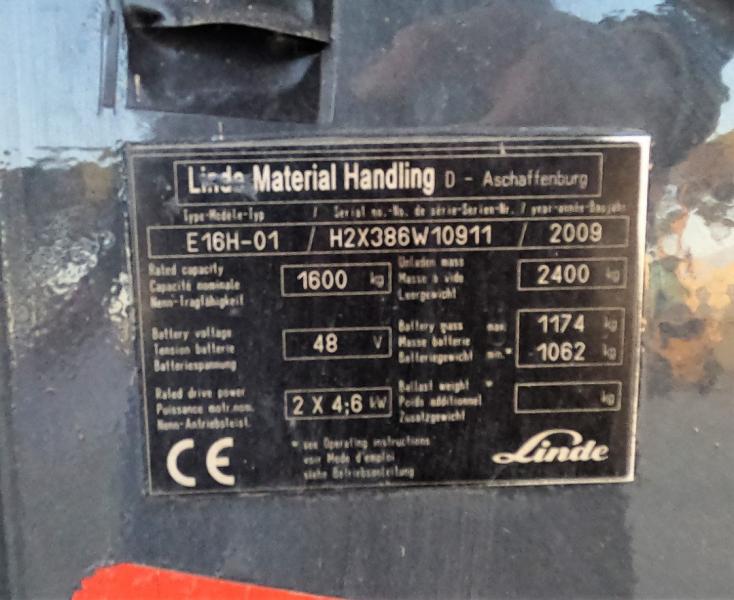 Linde Material Handling D - Aschaffenburg
Type-Modèle-Typ / Serial no.-No. de série-Serien-Nr. / year-année-Baujahr
E16H-01 / H2X386W10911 / 2009
Rated capacity
Capacité nominale
Nenn-Tragfähigkeit
1600 kg
Unladen mass
Masse à vide
Leergewicht
2400 kg
Battery voltage
Tension batterie
Batteriespannung
48 V
Battery mass max
Masse batterie
Batteriegewicht min.*
1174 kg
1062 kg
Rated drive power
Puissance motr.nom.
Nenn-Antriebsleist.
2 X 4,6 kW
Ballast weight *
Poids additionnel
Zusatzgewicht
kg
* see Operating instructions
voir Mode d'emploi
siehe Betriebsanleitung
CE
Linde